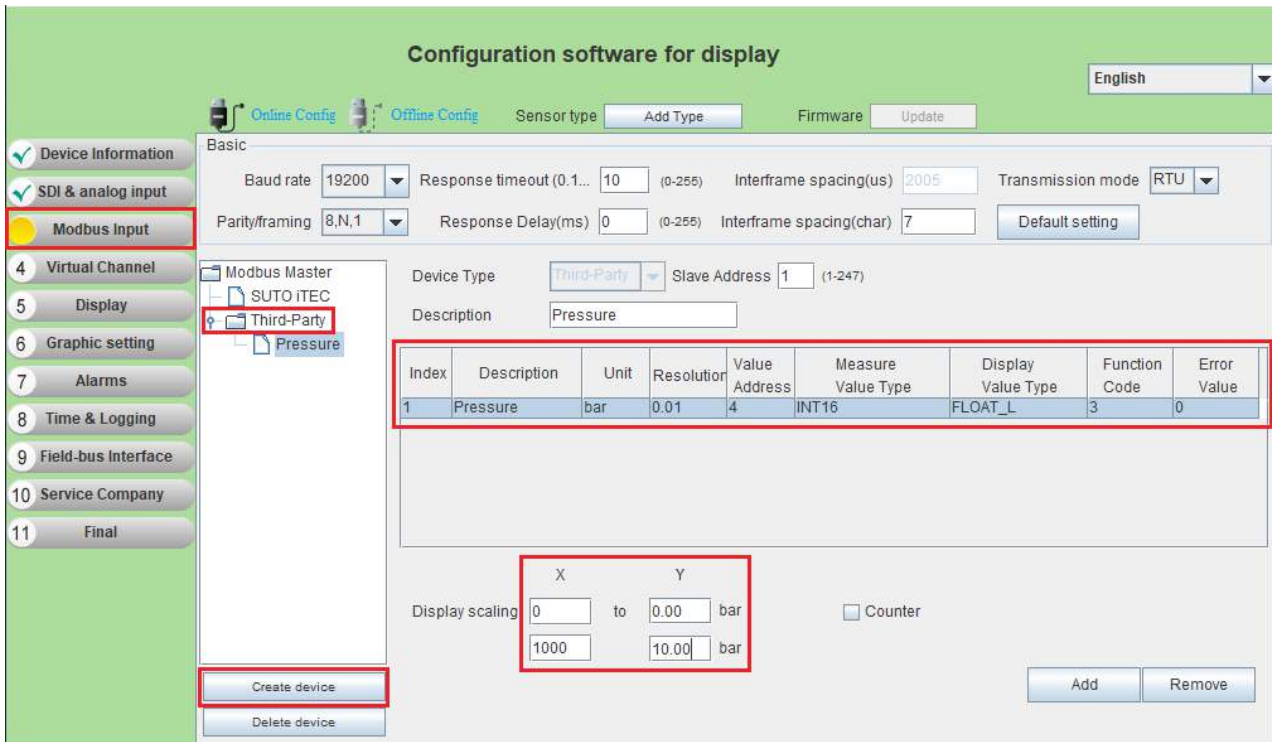 Configuration software for display
English
Online Config Offline Config Sensor type Add Type Firmware Update
Device Information
SDI & analog input
Modbus Input
4 Virtual Channel
5 Display
6 Graphic setting
7 Alarms
8 Time & Logging
9 Field-bus Interface
10 Service Company
11 Final
Basic
Baud rate 19200 Response timeout (0.1... 10 (0-255) Interframe spacing(us) 2005 Transmission mode RTU
Parity/framing 8,N,1 Response Delay(ms) 0 (0-255) Interframe spacing(char) 7 Default setting
Modbus Master
SUTO iTEC
Third-Party
Pressure
Create device
Delete device
Device Type Third-Party Slave Address 1 (1-247)
Description Pressure
Index Description Unit Resolution Value Address Measure Value Type Display Value Type Function Code Error Value
1 Pressure bar 0.01 4 INT16 FLOAT_L 3 0
X Y
Display scaling 0 to 0.00 bar Counter
1000 10.00 bar
Add Remove